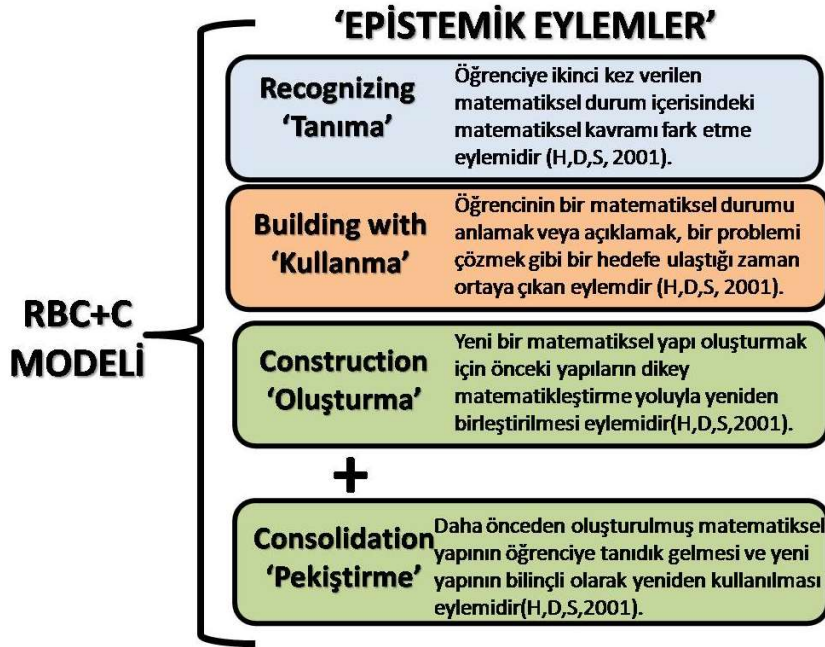 'EPİSTEMİK EYLEMLER'
RBC+C
MODELİ
Recognizing
'Tanıma'
Öğrenciye ikinci kez verilen
matematiksel durum içerisindeki
matematiksel kavramı fark etme
eylemidir (H,D,S, 2001).
Building with
'Kullanma'
Öğrencinin bir matematiksel durumu
anlamak veya açıklamak, bir problemi
çözmek gibi bir hedefe ulaştığı zaman
ortaya çıkan eylemdir (H,D,S, 2001).
Construction
'Oluşturma'
Yeni bir matematiksel yapı oluşturmak
için önceki yapıların dikey
matematikleştirme yoluyla yeniden
birleştirilmesi eylemidir(H,D,S,2001).
+
Consolidation
'Pekiştirme'
Daha önceden oluşturulmuş matematiksel
yapının öğrenciye tanıdık gelmesi ve yeni
yapının bilinçli olarak yeniden kullanılması
eylemidir(H,D,S,2001).